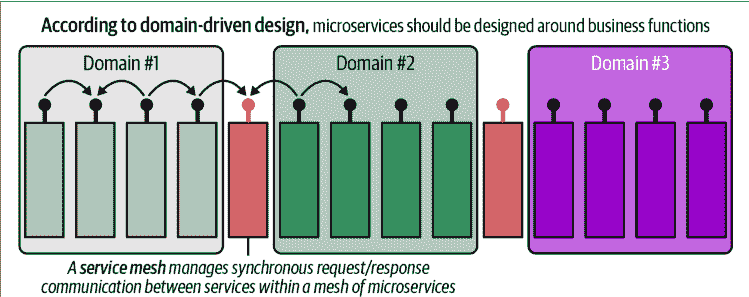 According to domain-driven design, microservices should be designed around business functions
Domain #1
Domain #2
Domain #3
A service mesh manages synchronous request/response
communication between services within a mesh of microservices